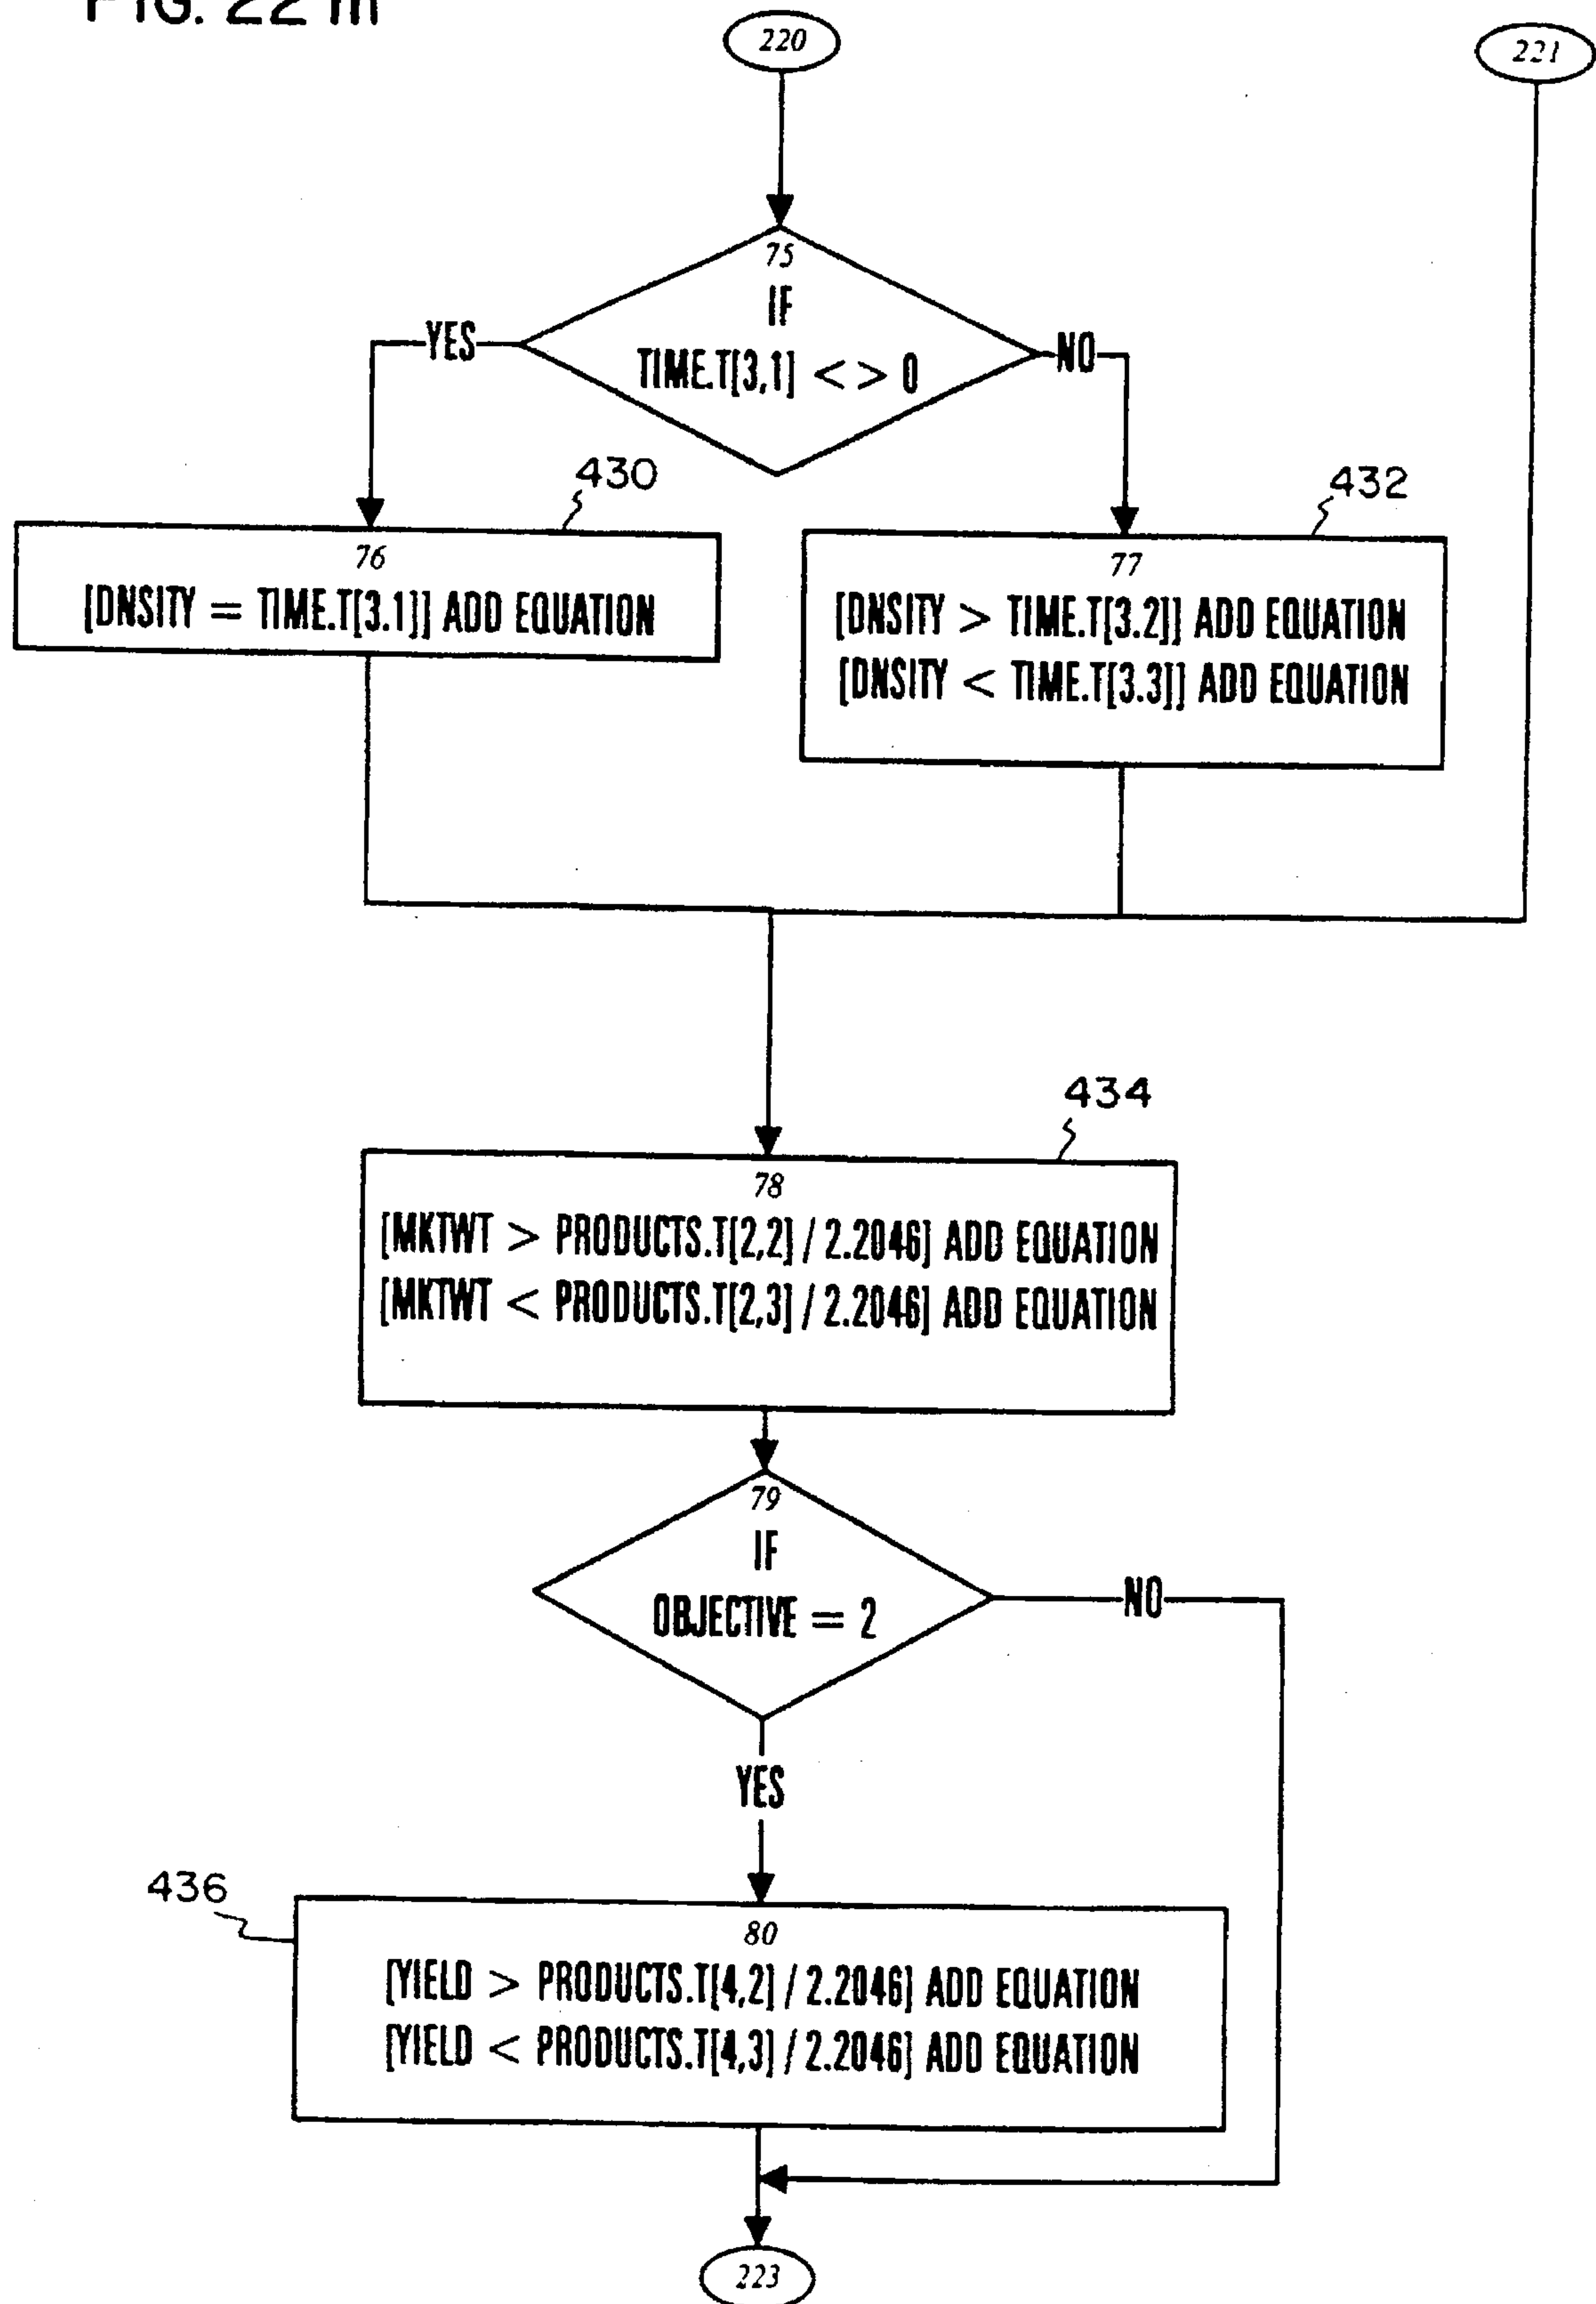 FIG. 22 m
220
221
75
IF
TIME.T[3,1] < > 0
YES
NO
430
432
76
[DNSITY = TIME.T[3.1]] ADD EQUATION
77
[DNSITY > TIME.T[3.2]] ADD EQUATION
[DNSITY < TIME.T[3.3]] ADD EQUATION
434
78
[MKTWT > PRODUCTS.T[2,2] / 2.2046] ADD EQUATION
[MKTWT < PRODUCTS.T[2,3] / 2.2046] ADD EQUATION
79
IF
OBJECTIVE = 2
NO
YES
436
80
[YIELD > PRODUCTS.T[4,2] / 2.2046] ADD EQUATION
[YIELD < PRODUCTS.T[4,3] / 2.2046] ADD EQUATION
223